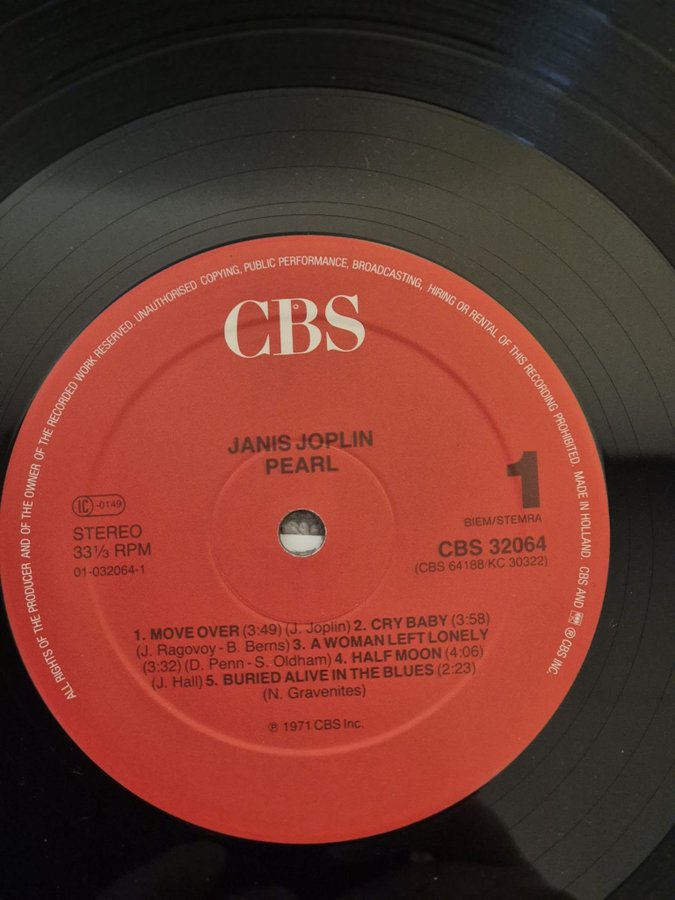 ALL RIGHTS OF THE PRODUCER AND OF THE OWNER OF THE RECORDED WORK RESERVED. UNAUTHORISED COPYING, PUBLIC PERFORMANCE, BROADCASTING, HIRING OR RENTAL OF THIS RECORDING PROHIBITED. MADE IN HOLLAND. CBS AND ℗ CBS INC.
CBS
JANIS JOPLIN
PEARL
1
IC -0149
BIEM/STEMRA
STEREO
33⅓ RPM
01-032064-1
CBS 32064
(CBS 64188/KC 30322)
1. MOVE OVER (3:49) (J. Joplin) 2. CRY BABY (3:58)
(J. Ragovoy - B. Berns) 3. A WOMAN LEFT LONELY
(3:32) (D. Penn - S. Oldham) 4. HALF MOON (4:06)
(J. Hall) 5. BURIED ALIVE IN THE BLUES (2:23)
(N. Gravenites)
℗ 1971 CBS Inc.